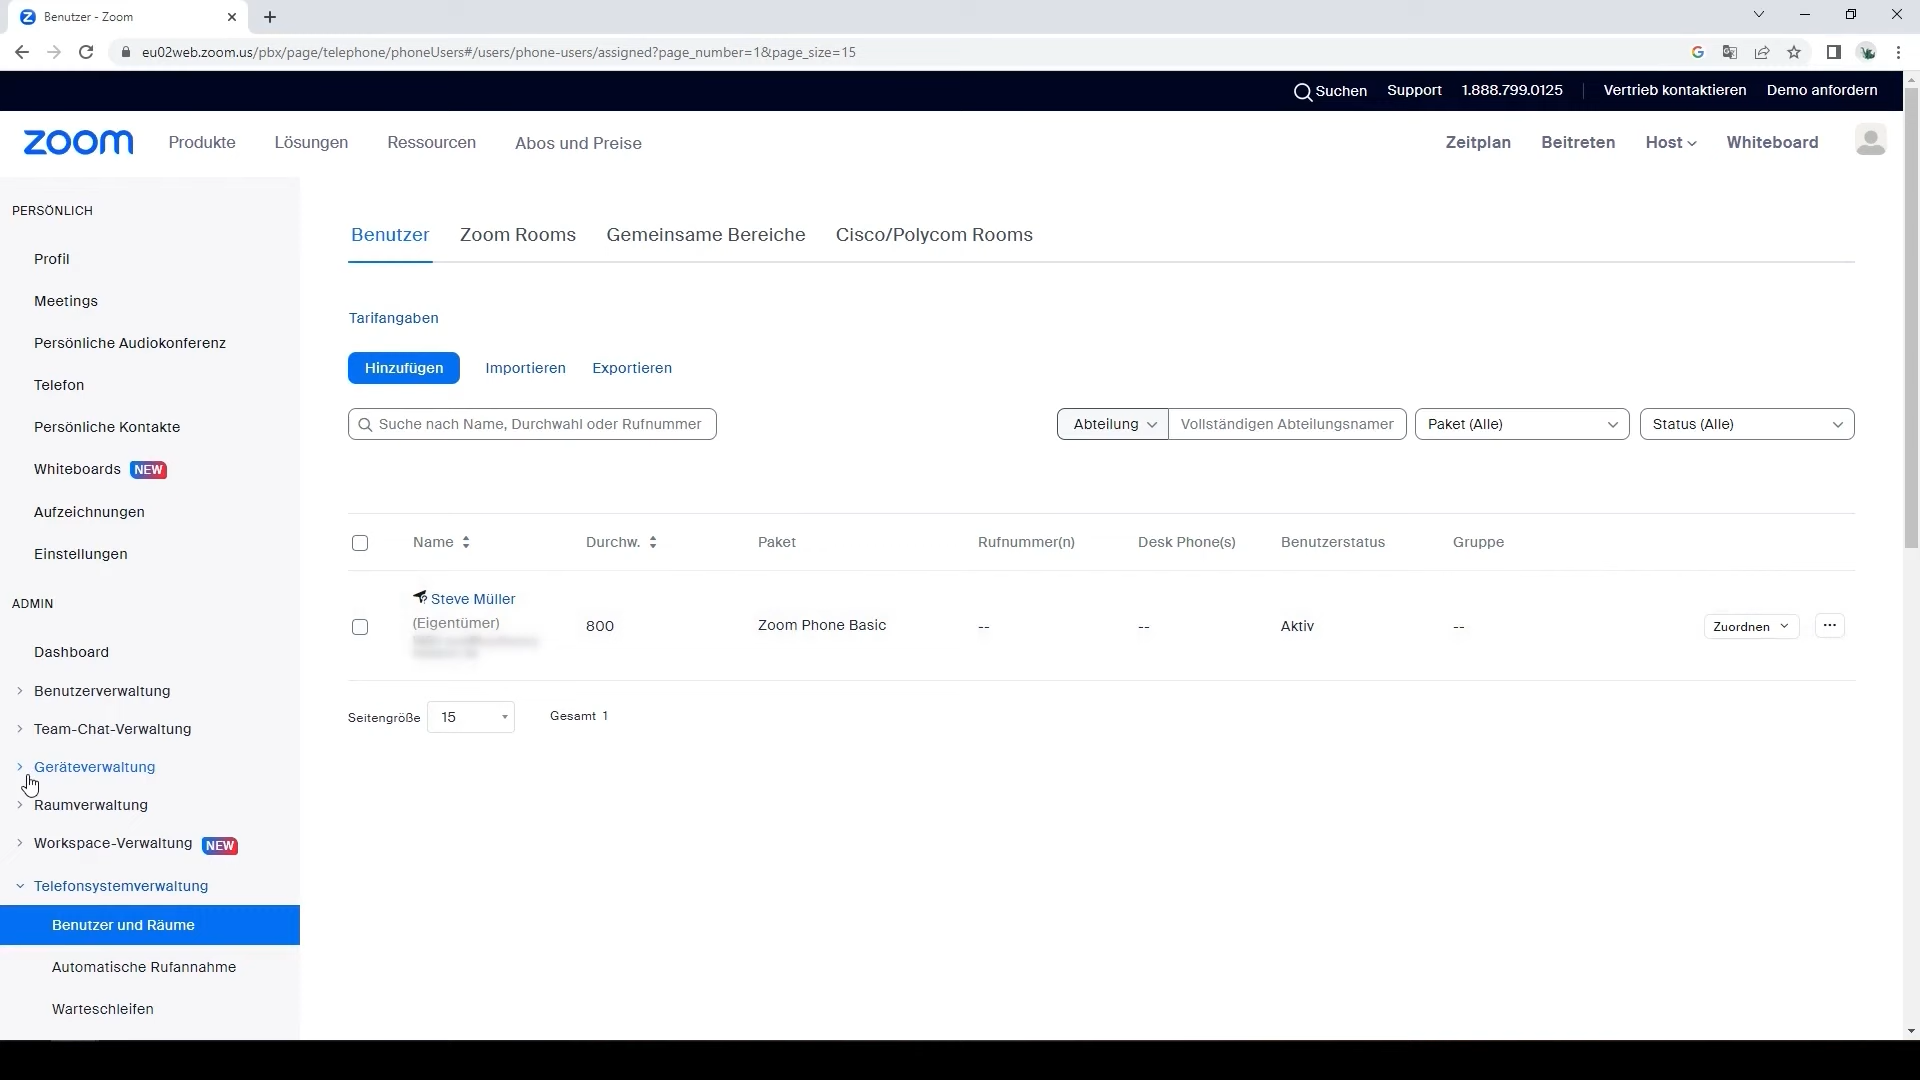 Benutzer - Zoom
eu02web.zoom.us/pbx/page/telephone/phoneUsers#/users/phone-users/assigned?page_number=1&page_size=15
Suchen Support 1.888.799.0125 Vertrieb kontaktieren Demo anfordern
zoom Produkte Lösungen Ressourcen Abos und Preise Zeitplan Beitreten Host Whiteboard
PERSÖNLICH
Profil
Meetings
Persönliche Audiokonferenz
Telefon
Persönliche Kontakte
Whiteboards NEW
Aufzeichnungen
Einstellungen
ADMIN
Dashboard
Benutzerverwaltung
Team-Chat-Verwaltung
Geräteverwaltung
Raumverwaltung
Workspace-Verwaltung NEW
Telefonsystemverwaltung
Benutzer und Räume
Automatische Rufannahme
Warteschleifen
Benutzer Zoom Rooms Gemeinsame Bereiche Cisco/Polycom Rooms
Tarifangaben
Hinzufügen Importieren Exportieren
Suche nach Name, Durchwahl oder Rufnummer Abteilung Vollständigen Abteilungsnamer Paket (Alle) Status (Alle)
Name Durchw. Paket Rufnummer(n) Desk Phone(s) Benutzerstatus Gruppe
Steve Müller
(Eigentümer)
800 Zoom Phone Basic -- -- Aktiv -- Zuordnen ...
Seitengröße 15 Gesamt 1